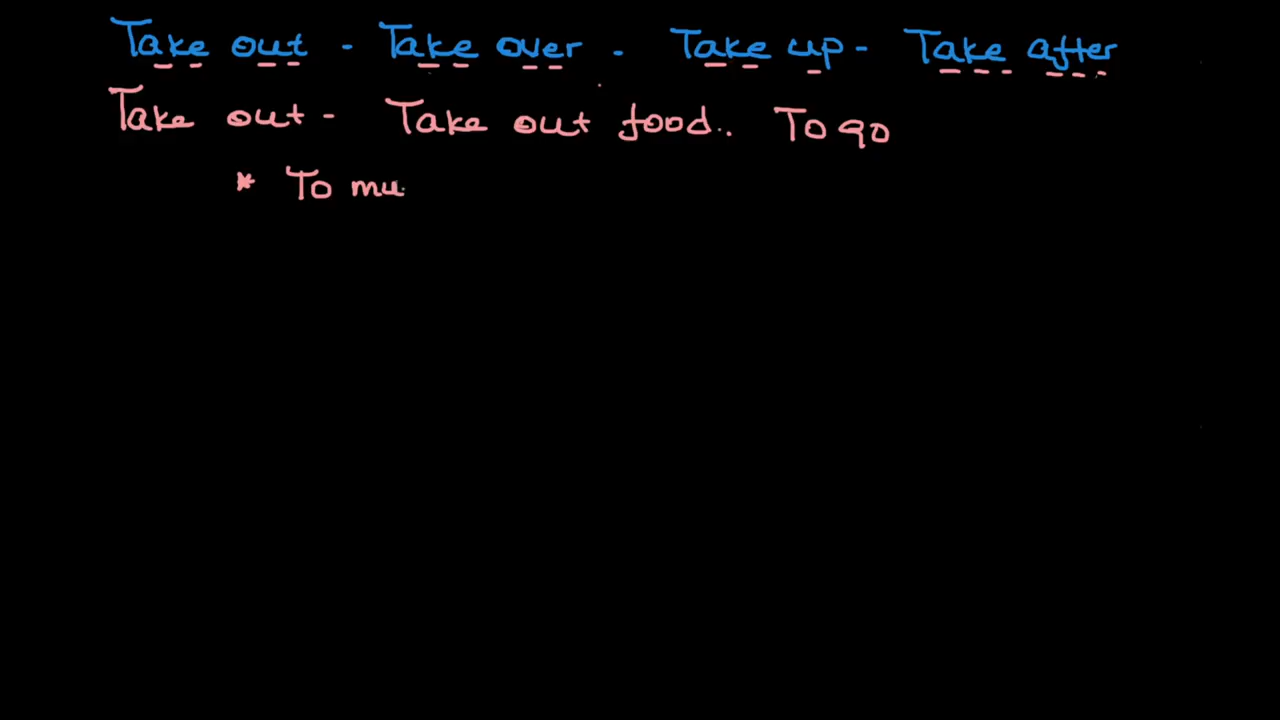 Take out - Take over - Take up - Take after
Take out - Take out food.. To go
* To mu